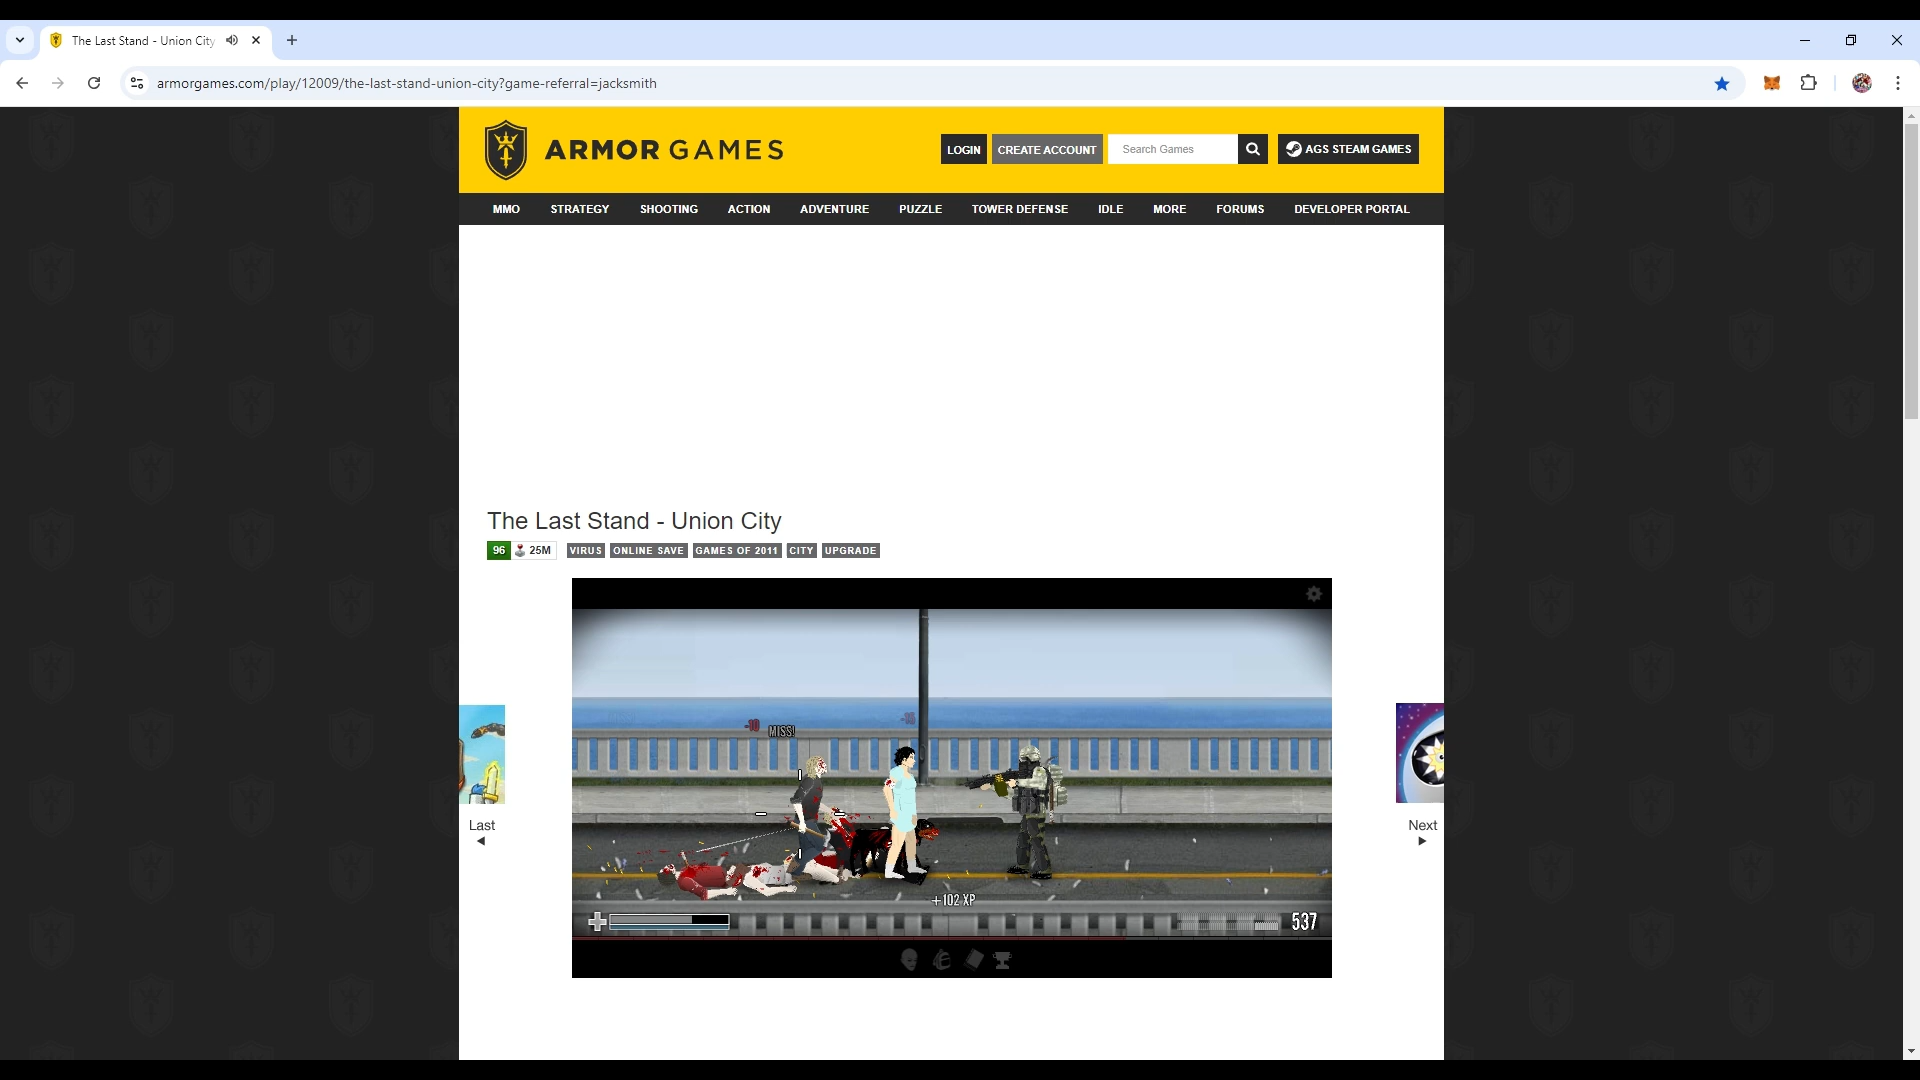 The Last Stand - Union City
armorgames.com/play/12009/the-last-stand-union-city?game-referral=jacksmith
ARMOR GAMES
LOGIN CREATE ACCOUNT Search Games AGS STEAM GAMES
MMO STRATEGY SHOOTING ACTION ADVENTURE PUZZLE TOWER DEFENSE IDLE MORE FORUMS DEVELOPER PORTAL
The Last Stand - Union City
96 25M VIRUS ONLINE SAVE GAMES OF 2011 CITY UPGRADE
-10 MISS!
Last
Next
+102 XP
537